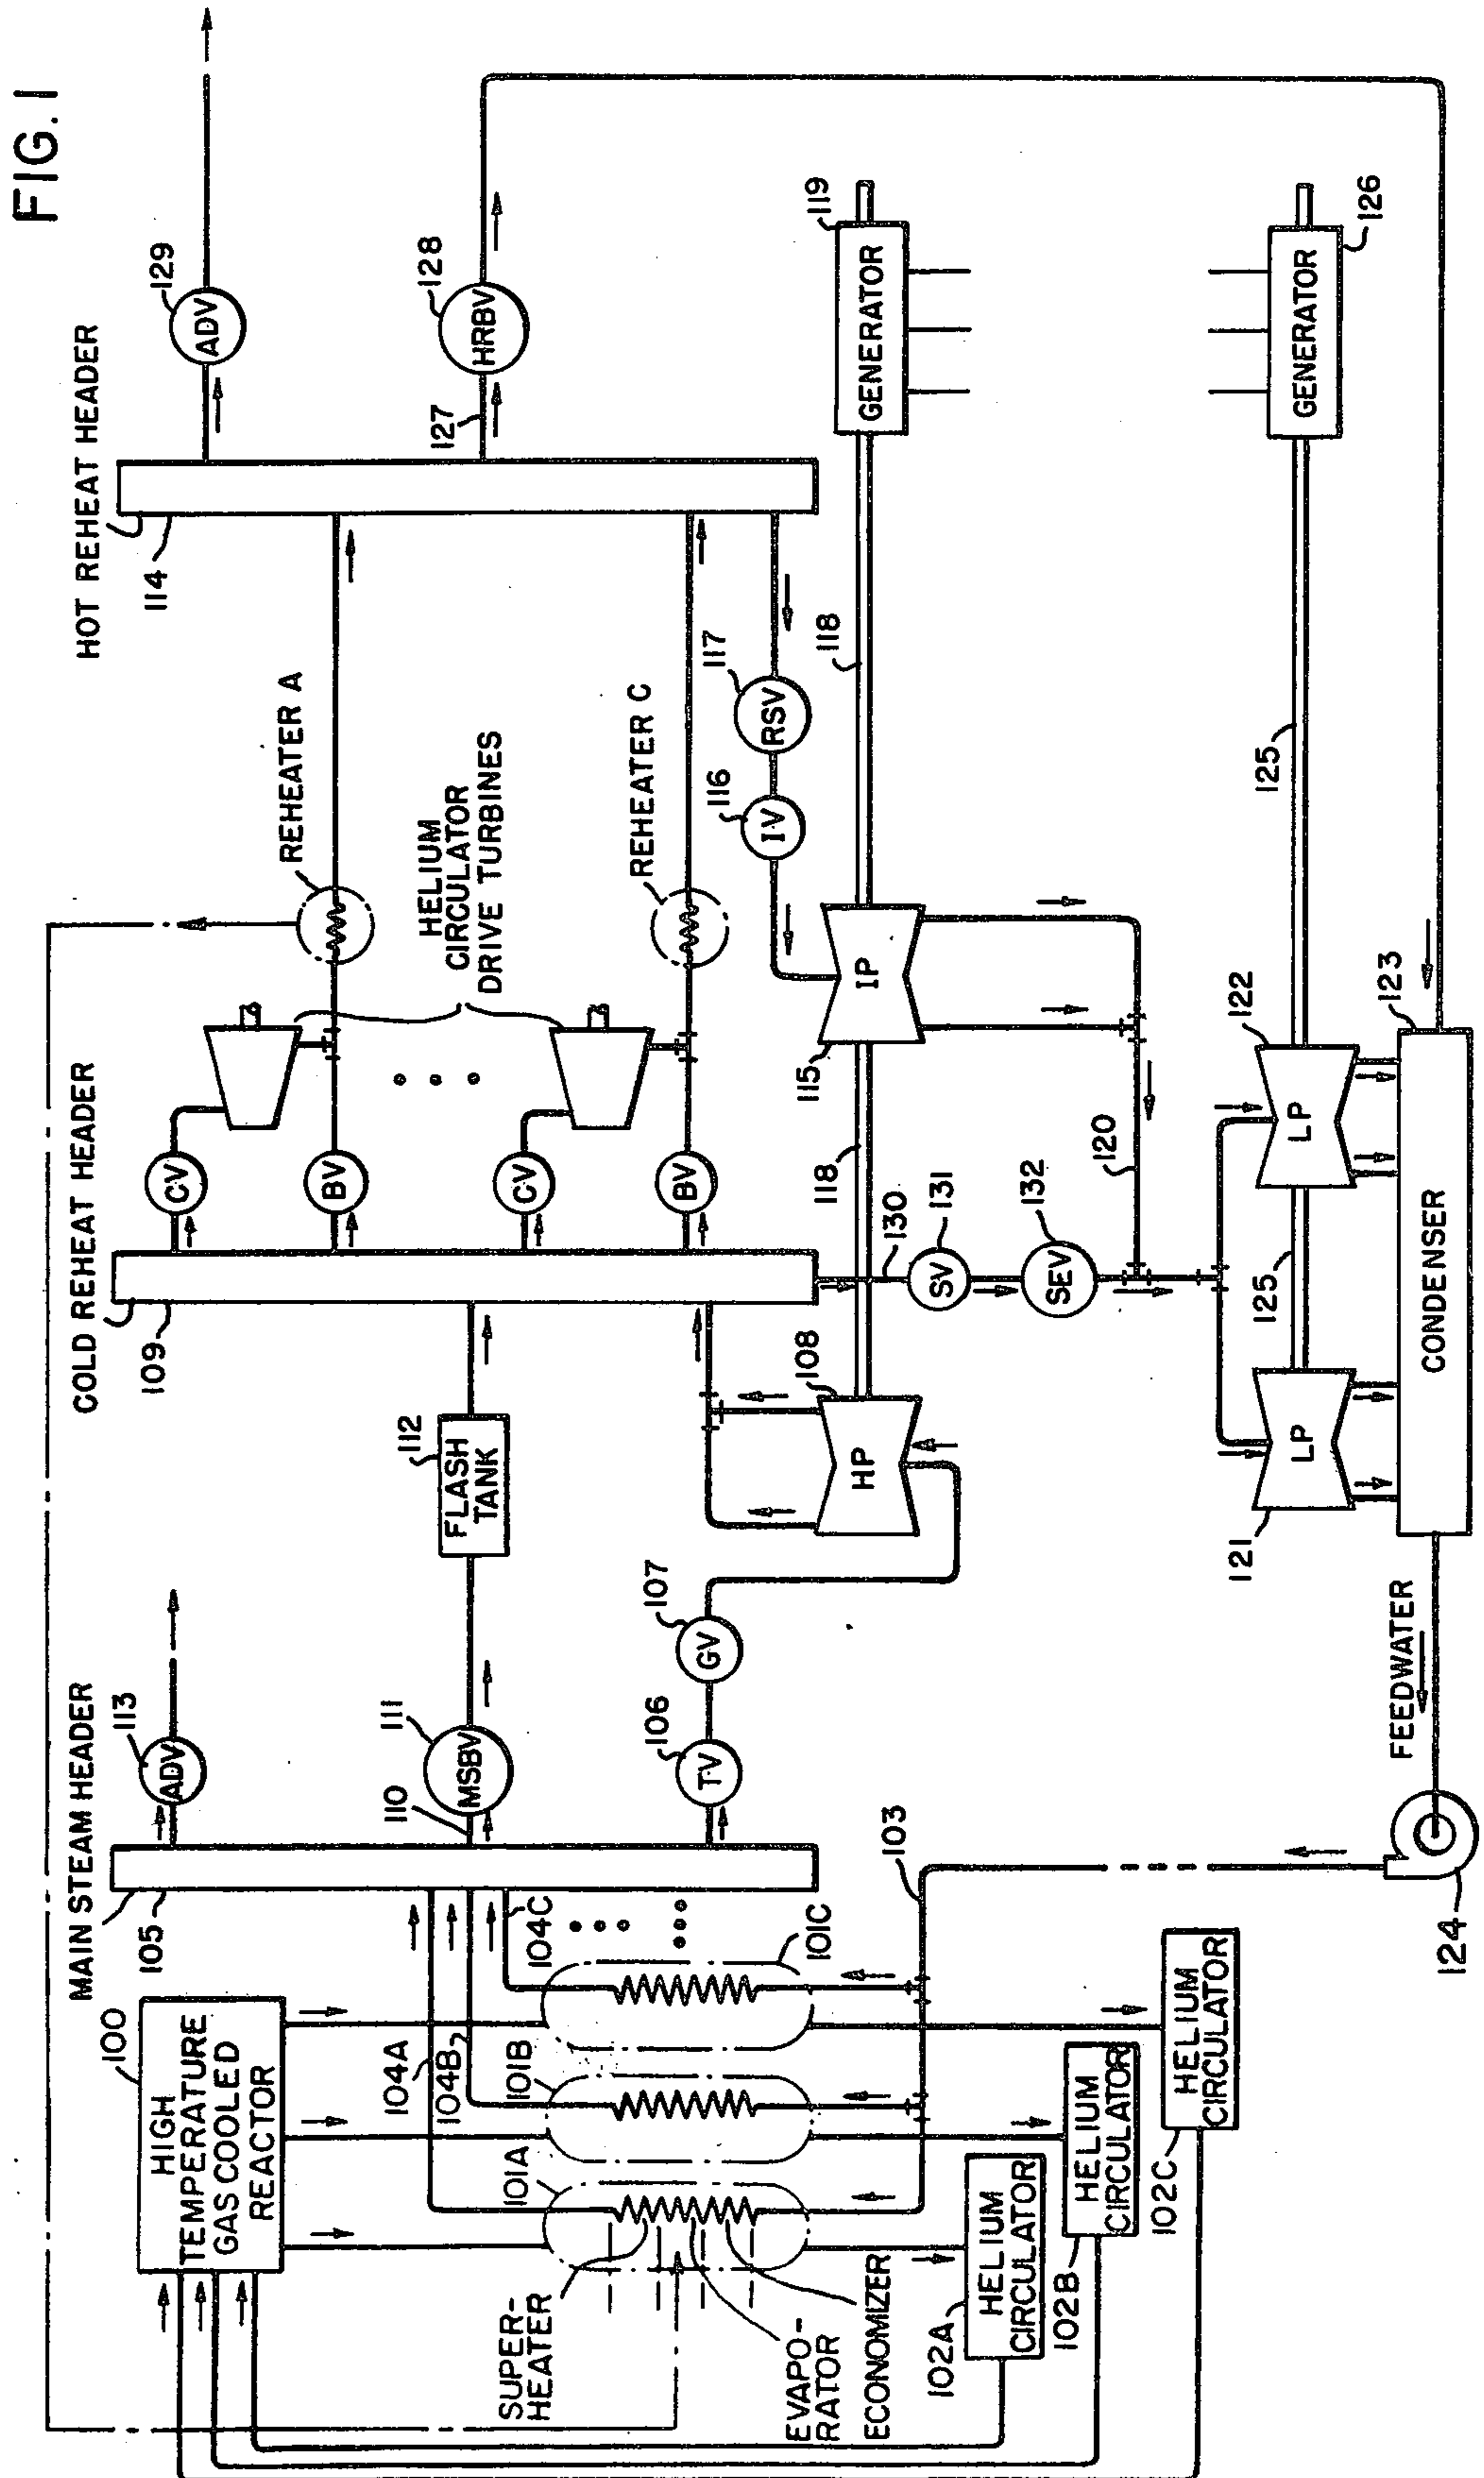 FIG. 1
MAIN STEAM HEADER
105
113
ADV
COLD REHEAT HEADER
109
HOT REHEAT HEADER
114
129
ADV
100
HIGH
TEMPERATURE
GAS COOLED
REACTOR
110
111
MSBV
112
FLASH
TANK
CV
BV
CV
BV
REHEATER A
HELIUM
CIRCULATOR
DRIVE TURBINES
REHEATER C
127
128
HRBV
104A
104B
104C
101A
101B
101C
106
TV
107
GV
108
HP
116
IV
117
RSV
115
IP
118
118
119
GENERATOR
SUPER-
HEATER
EVAPO-
RATOR
ECONOMIZER
103
130
131
SV
132
SEV
120
102A
HELIUM
CIRCULATOR
102B
HELIUM
CIRCULATOR
102C
HELIUM
CIRCULATOR
121
LP
122
LP
125
125
126
GENERATOR
123
CONDENSER
FEEDWATER
124